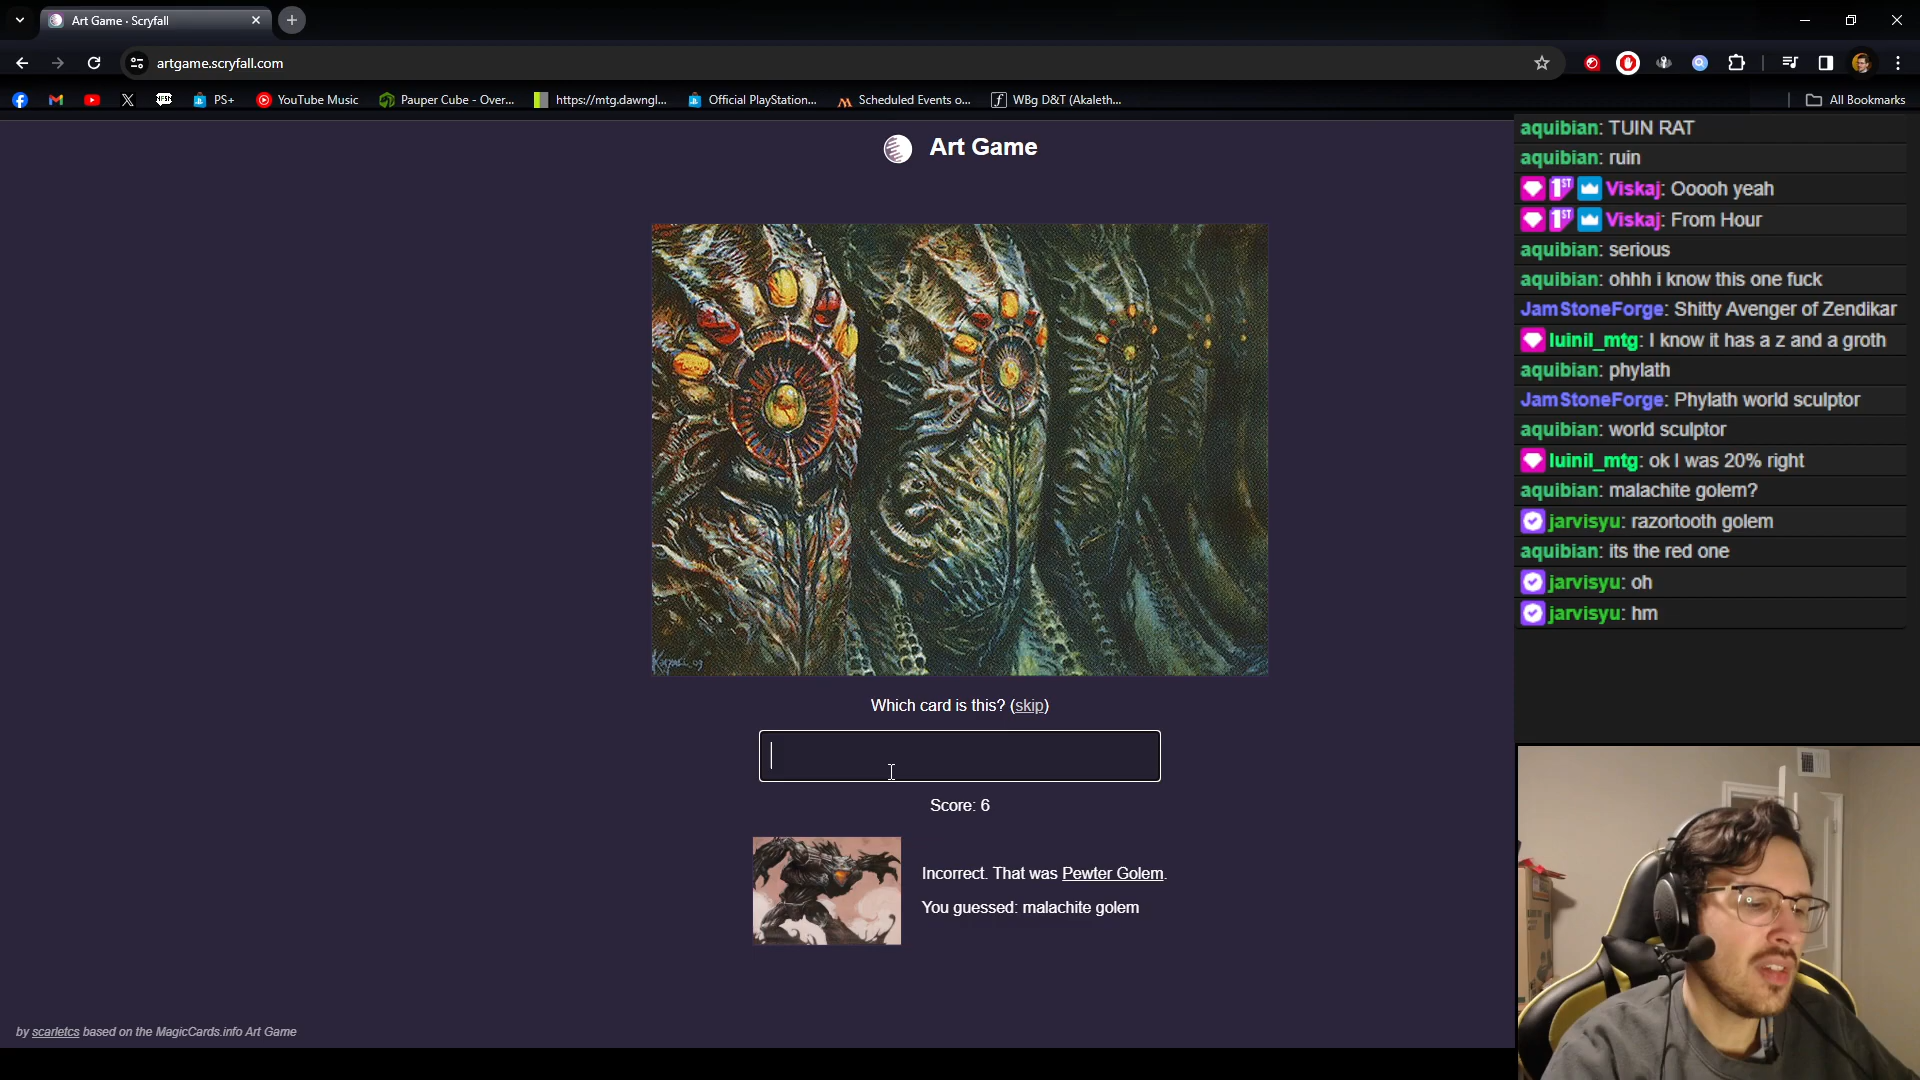 Art Game · Scryfall
artgame.scryfall.com
PS+
YouTube Music
Pauper Cube - Over...
https://mtg.dawngl...
Official PlayStation...
Scheduled Events o...
WBg D&T (Akaleth...
All Bookmarks
Art Game
Which card is this? (skip)
Score: 6
Incorrect. That was Pewter Golem.
You guessed: malachite golem
by scarletcs based on the MagicCards.info Art Game
aquibian: TUIN RAT
aquibian: ruin
Viskaj: Ooooh yeah
Viskaj: From Hour
aquibian: serious
aquibian: ohhh i know this one fuck
JamStoneForge: Shitty Avenger of Zendikar
luinil_mtg: I know it has a z and a groth
aquibian: phylath
JamStoneForge: Phylath world sculptor
aquibian: world sculptor
luinil_mtg: ok I was 20% right
aquibian: malachite golem?
jarvisyu: razortooth golem
aquibian: its the red one
jarvisyu: oh
jarvisyu: hm